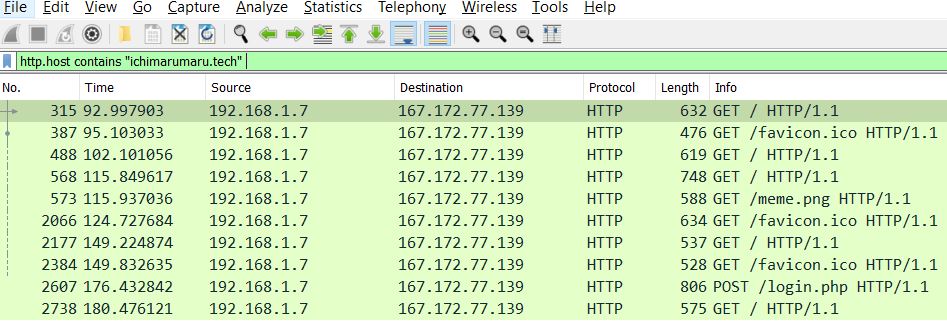 File Edit View Go Capture Analyze Statistics Telephony Wireless Tools Help
http.host contains "ichimarumaru.tech"
No. Time Source Destination Protocol Length Info
315 92.997903 192.168.1.7 167.172.77.139 HTTP 632 GET / HTTP/1.1
387 95.103033 192.168.1.7 167.172.77.139 HTTP 476 GET /favicon.ico HTTP/1.1
488 102.101056 192.168.1.7 167.172.77.139 HTTP 619 GET / HTTP/1.1
568 115.849617 192.168.1.7 167.172.77.139 HTTP 748 GET / HTTP/1.1
573 115.937036 192.168.1.7 167.172.77.139 HTTP 588 GET /meme.png HTTP/1.1
2066 124.727684 192.168.1.7 167.172.77.139 HTTP 634 GET /favicon.ico HTTP/1.1
2177 149.224874 192.168.1.7 167.172.77.139 HTTP 537 GET / HTTP/1.1
2384 149.832635 192.168.1.7 167.172.77.139 HTTP 528 GET /favicon.ico HTTP/1.1
2607 176.432842 192.168.1.7 167.172.77.139 HTTP 806 POST /login.php HTTP/1.1
2738 180.476121 192.168.1.7 167.172.77.139 HTTP 575 GET / HTTP/1.1